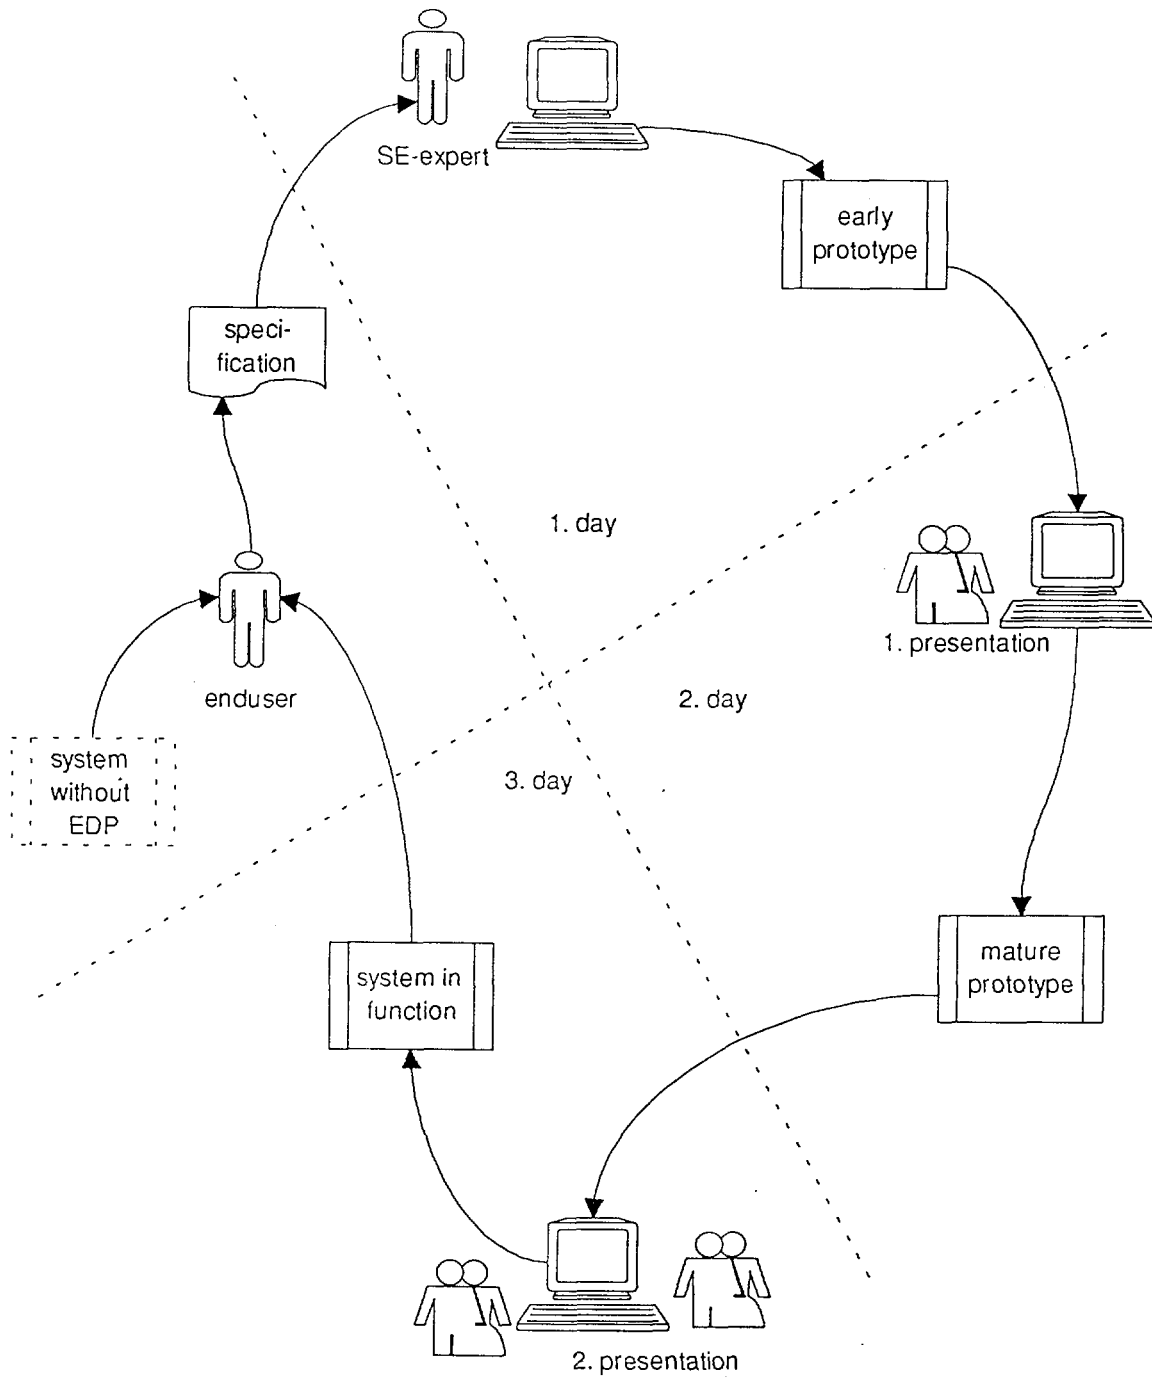 SE-expert
early
prototype
speci-
fication
1. day
1. presentation
enduser
2. day
system
without
EDP
3. day
system in
function
mature
prototype
2. presentation